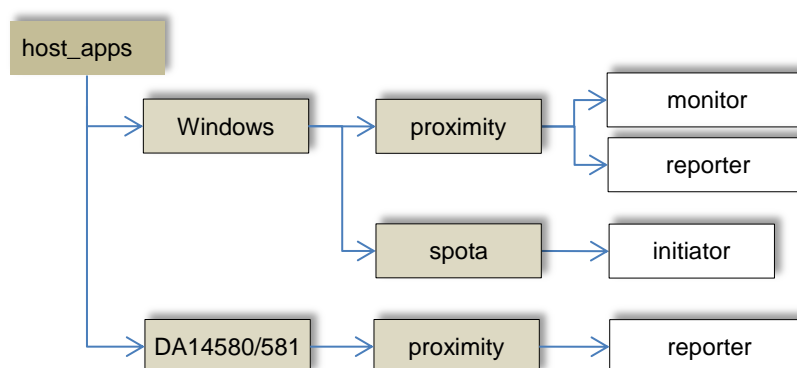 host_apps
monitor
Windows
proximity
reporter
spota
initiator
DA14580/581
proximity
reporter